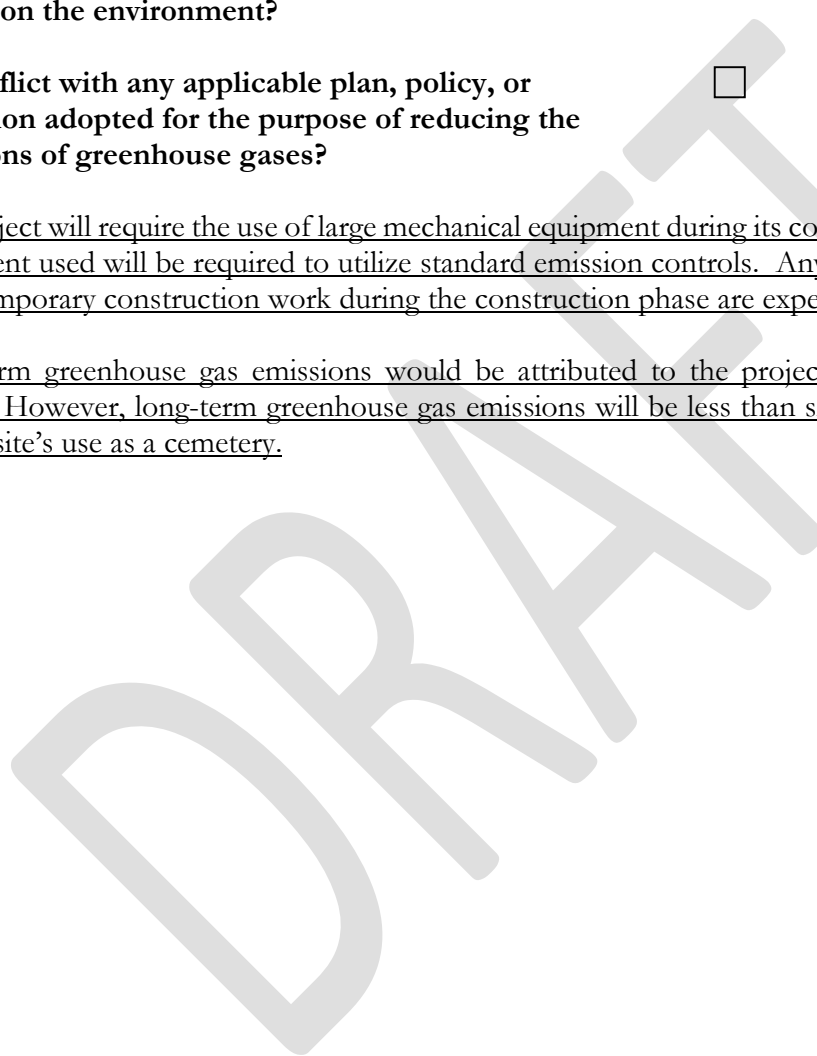 on the environment?
flict with any applicable plan, policy, or
ion adopted for the purpose of reducing the
ns of greenhouse gases?
ject will require the use of large mechanical equipment during its co
ent used will be required to utilize standard emission controls. Any
mporary construction work during the construction phase are expe
rm greenhouse gas emissions would be attributed to the projec
However, long-term greenhouse gas emissions will be less than s
site’s use as a cemetery.
DRAFT